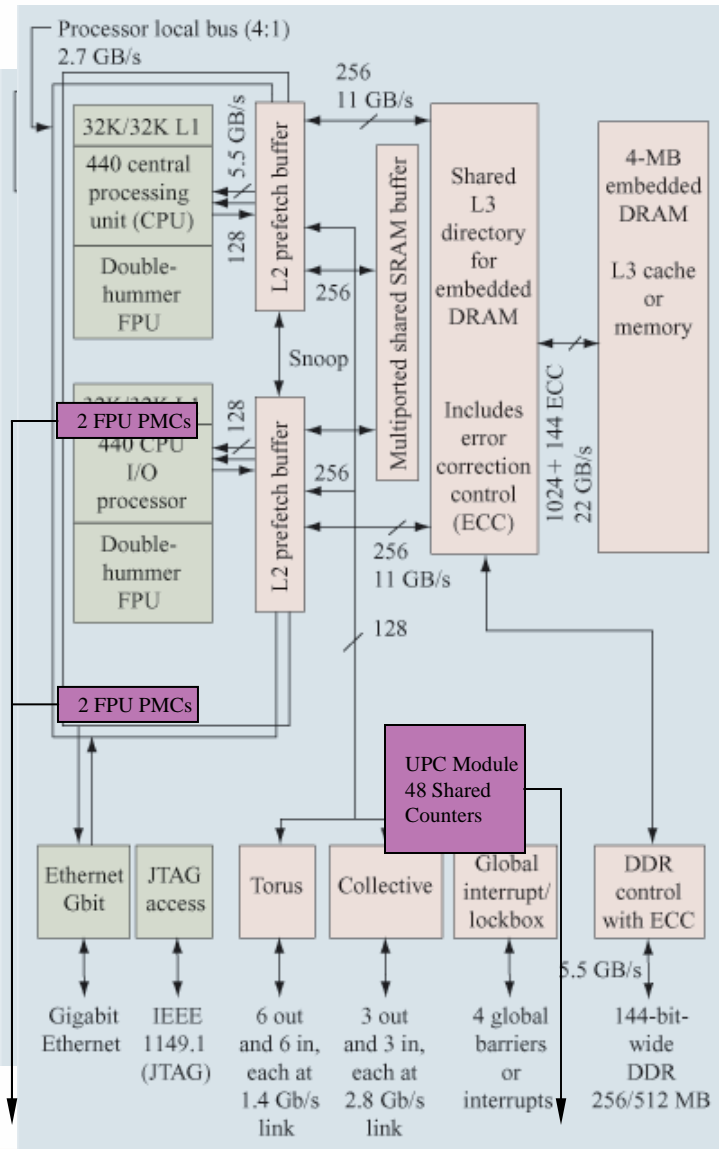 Processor local bus (4:1)
2.7 GB/s
32K/32K L1
440 central
processing
unit (CPU)
Double-
hummer
FPU
5.5 GB/s
128
L2 prefetch buffer
256
11 GB/s
256
Snoop
Multiported shared SRAM buffer
Shared
L3
directory
for
embedded
DRAM
Includes
error
correction
control
(ECC)
1024 + 144 ECC
22 GB/s
4-MB
embedded
DRAM
L3 cache
or
memory
32K/32K L1
2 FPU PMCs
440 CPU
I/O
processor
Double-
hummer
FPU
128
L2 prefetch buffer
256
256
11 GB/s
128
2 FPU PMCs
UPC Module
48 Shared
Counters
Ethernet
Gbit
JTAG
access
Torus
Collective
Global
interrupt/
lockbox
DDR
control
with ECC
5.5 GB/s
Gigabit
Ethernet
IEEE
1149.1
(JTAG)
6 out
and 6 in,
each at
1.4 Gb/s
link
3 out
and 3 in,
each at
2.8 Gb/s
link
4 global
barriers
or
interrupts
144-bit-
wide
DDR
256/512 MB